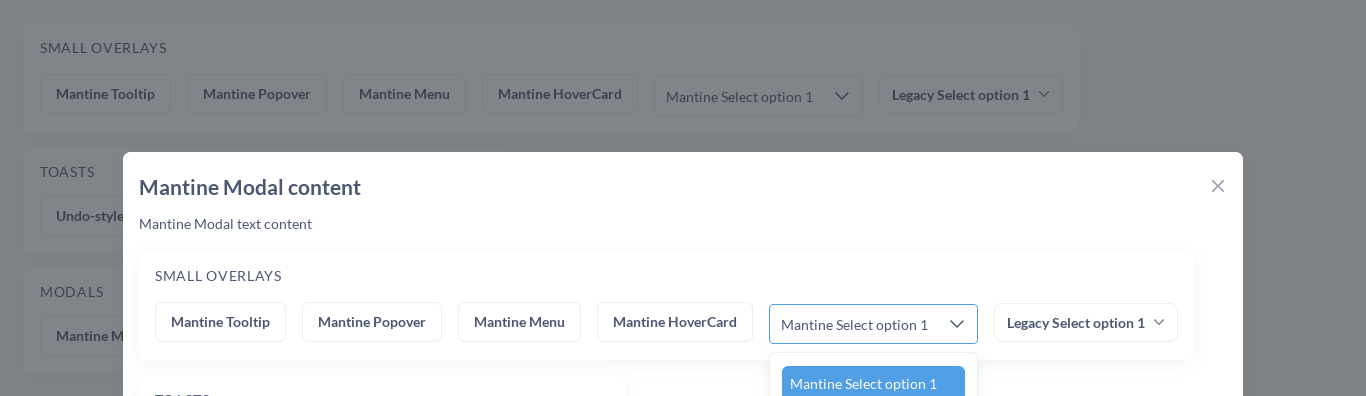 SMALL OVERLAYS
Mantine Tooltip Mantine Popover Mantine Menu Mantine HoverCard Mantine Select option 1 Legacy Select option 1
TOASTS
Undo-style
MODALS
Mantine M
Mantine Modal content
Mantine Modal text content
SMALL OVERLAYS
Mantine Tooltip Mantine Popover Mantine Menu Mantine HoverCard Mantine Select option 1 Legacy Select option 1
Mantine Select option 1
TOASTS